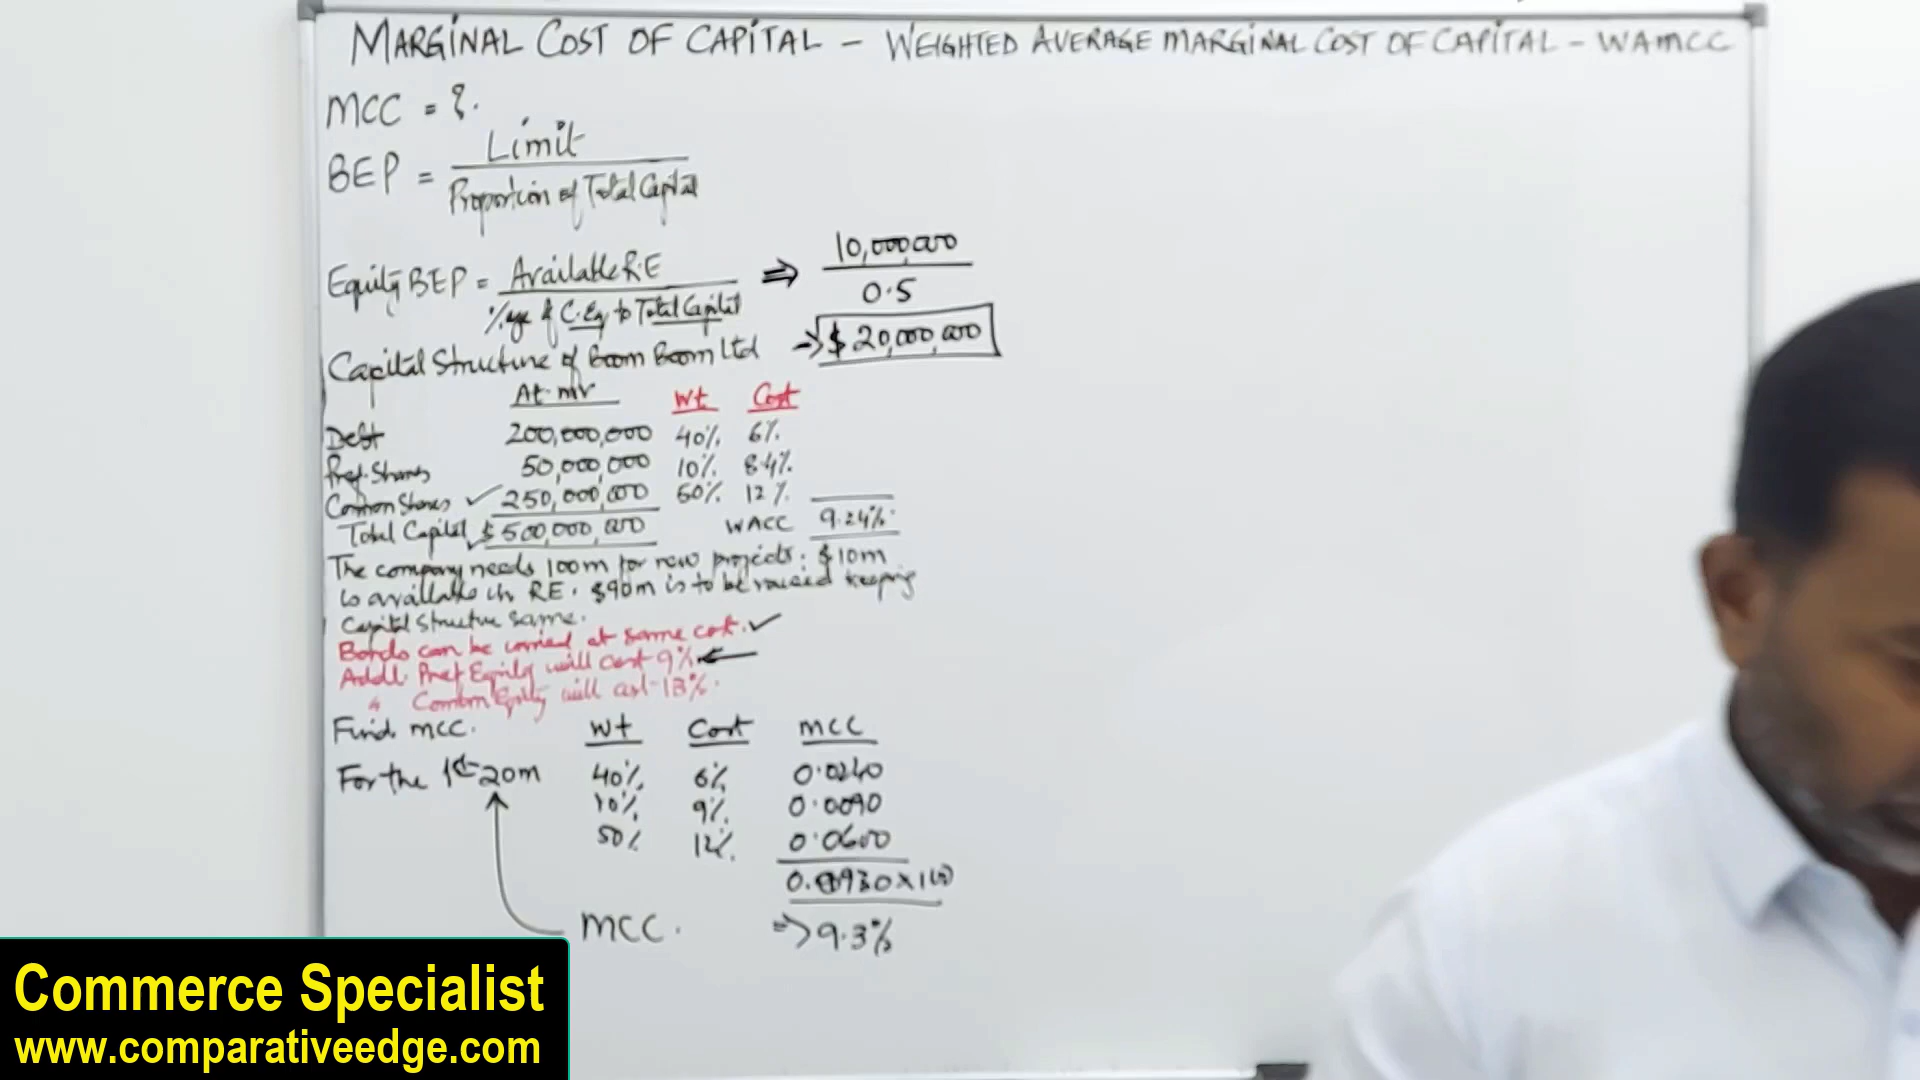 MARGINAL COST OF CAPITAL – WEIGHTED AVERAGE MARGINAL COST OF CAPITAL – WAMCC
MCC = ?.
BEP = Limit / Proportion of Total Capital
Equity BEP = Available R.E / %age of C.Eq to Total Capital ⇒ 10,000,000 / 0.5
→ $ 20,000,000
Capital Structure of Boom Boom Ltd
At mv Wt Cost
Debt 200,000,000 40% 6%
Pref. Shares 50,000,000 10% 8.4%
Common Shares ✓ 250,000,000 50% 12%
Total Capital $ 500,000,000 WACC 9.24%
The company needs 100m for new projects. $10m
is available in RE. $90m is to be raised keeping
Capital Structure same.
Bonds can be issued at same cost. ✓
Addl. Pref Equity will cost 9% ←
" Common Equity will cost 13%.
Find MCC. Wt Cost MCC
For the 1st 20m 40% 6% 0.0240
10% 9% 0.0090
50% 12% 0.0600
0.0930 x 100
MCC. ⇒ 9.3%
Commerce Specialist
www.comparativeedge.com